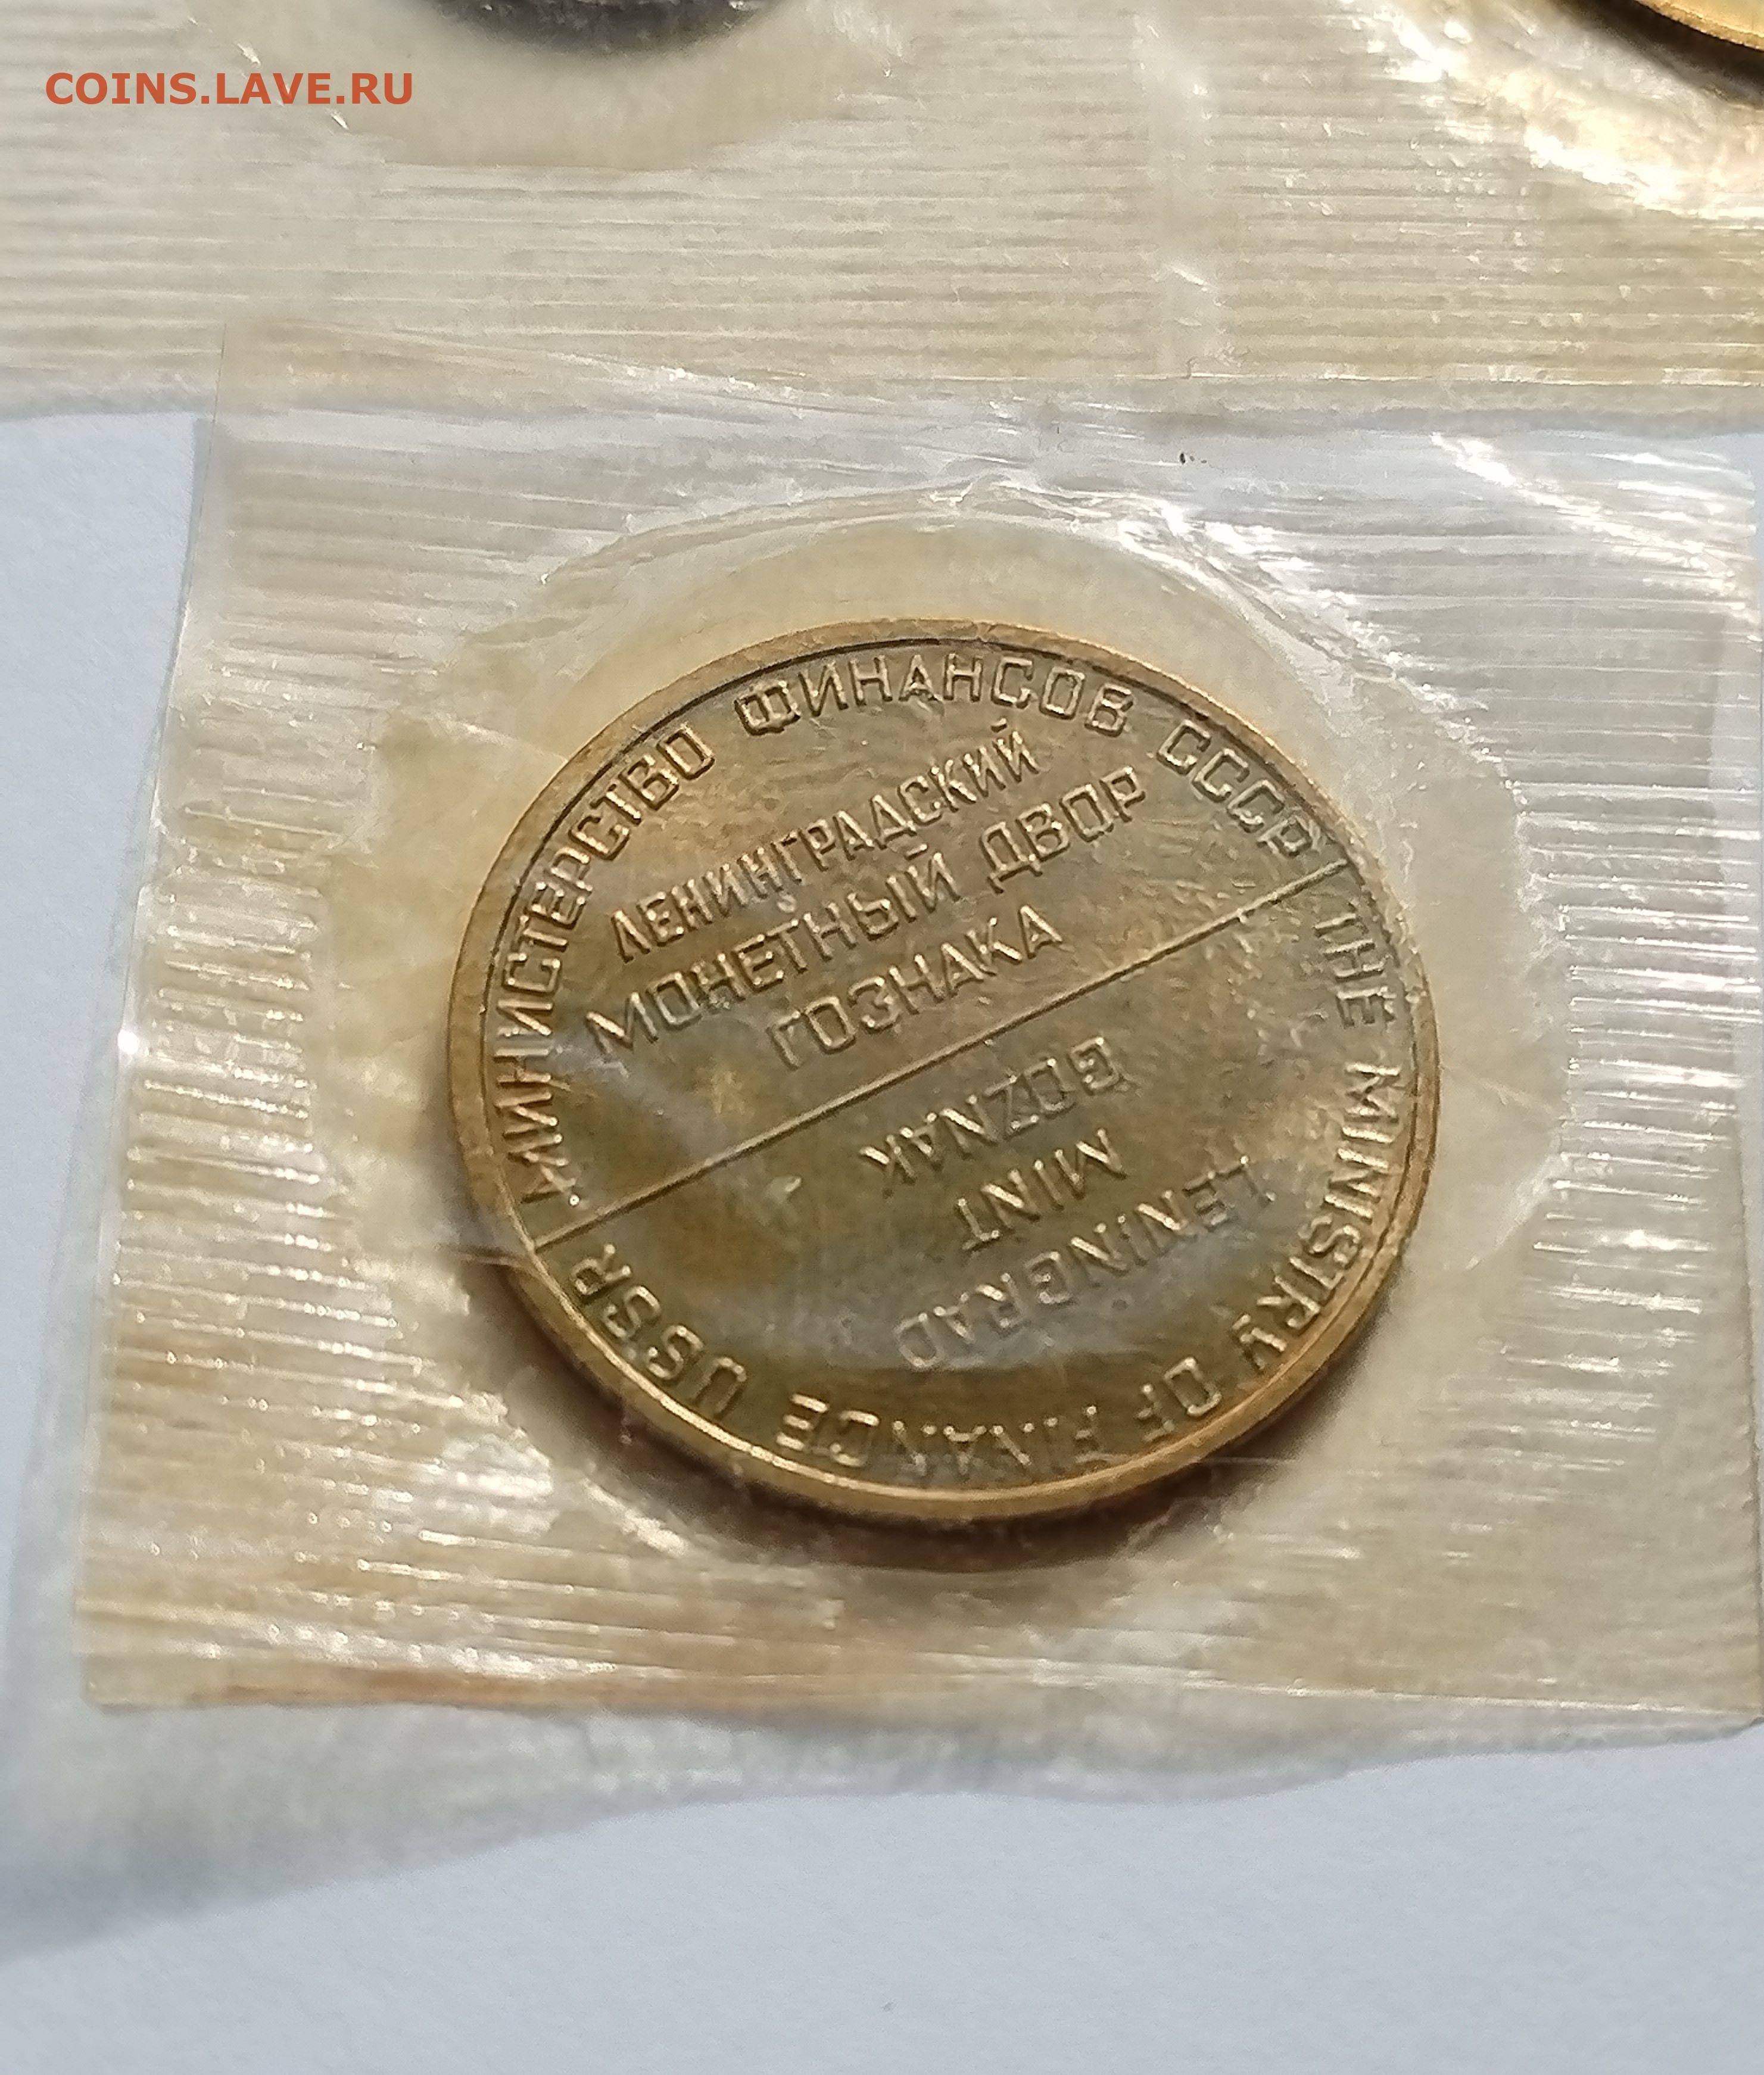 COINS.LAVE.RU
МИНИСТЕРСТВО ФИНАНСОВ СССР
ЛЕНИНГРАДСКИЙ
МОНЕТНЫЙ ДВОР
ГОЗНАКА
THE MINISTRY OF FINANCE USSR
LENINGRAD
MINT
GOZNAK